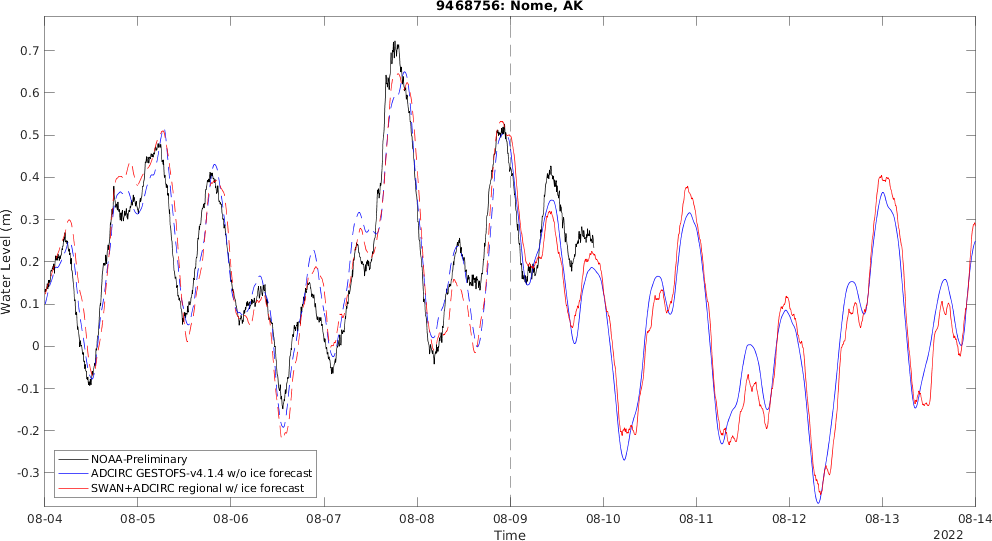 9468756: Nome, AK
Water Level (m)
0.7
0.6
0.5
0.4
0.3
0.2
0.1
0
-0.1
-0.2
-0.3
NOAA-Preliminary
ADCIRC GESTOFS-v4.1.4 w/o ice forecast
SWAN+ADCIRC regional w/ ice forecast
08-04 08-05 08-06 08-07 08-08 08-09 08-10 08-11 08-12 08-13 08-14
Time
2022